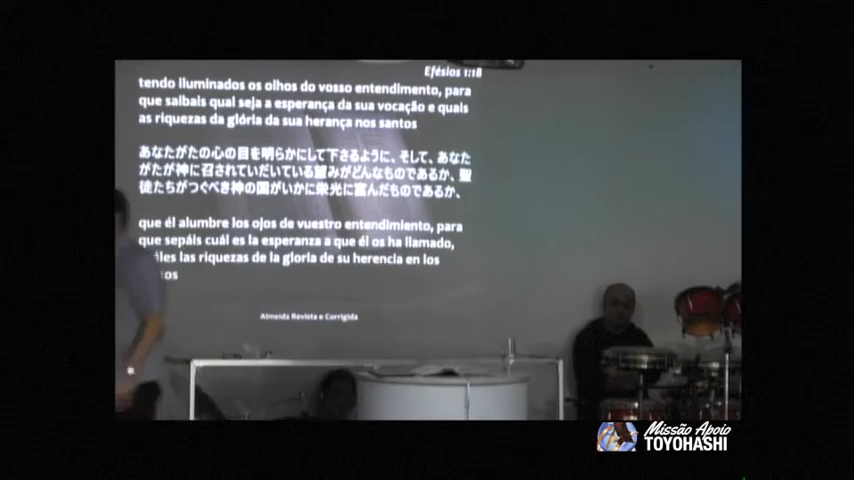 Efésios 1:18
tendo iluminados os olhos do vosso entendimento, para
que saibais qual seja a esperança da sua vocação e quais
as riquezas da glória da sua herança nos santos
あなたがたの心の目を明らかにして下さるように、そして、あなた
がたが神に召されていだいている望みがどんなものであるか、聖
徒たちがつぐべき神の国がいかに栄光に富んだものであるか、
que él alumbre los ojos de vuestro entendimiento, para
que sepáis cuál es la esperanza a que él os ha llamado,
las riquezas de la gloria de su herencia en los
Almeida Revista e Corrigida
Missão Apoio
TOYOHASHI